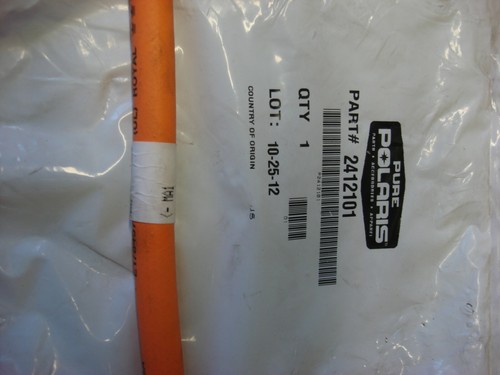 PURE
POLARIS
PARTS • ACCESSORIES • APPAREL
PART# 2412101
QTY 1
LOT: 10-25-12
COUNTRY OF ORIGIN